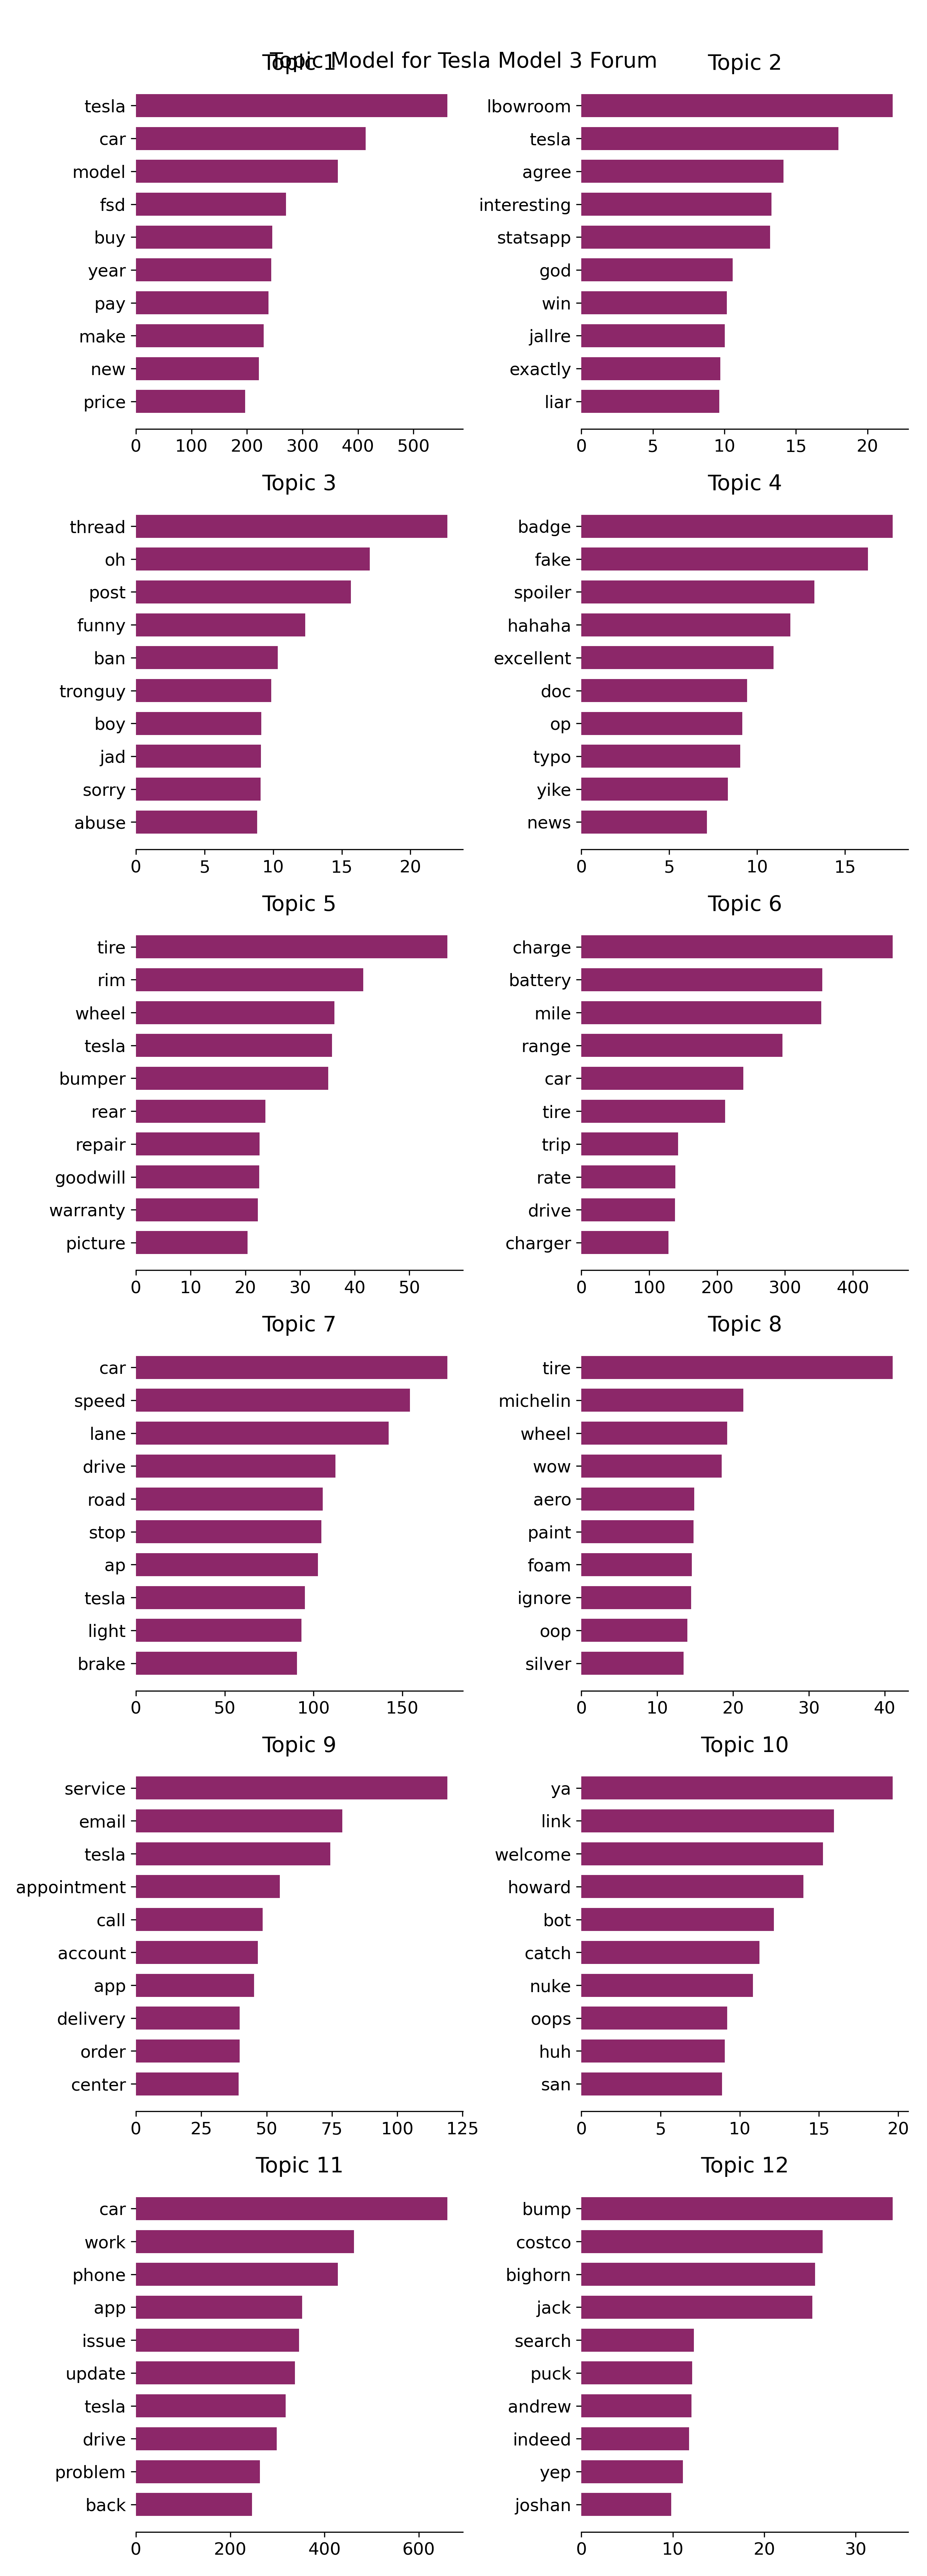 Topic Model for Tesla Model 3 Forum
Topic 1
tesla
car
model
fsd
buy
year
pay
make
new
price
0 100 200 300 400 500
Topic 2
lbowroom
tesla
agree
interesting
statsapp
god
win
jallre
exactly
liar
0 5 10 15 20
Topic 3
thread
oh
post
funny
ban
tronguy
boy
jad
sorry
abuse
0 5 10 15 20
Topic 4
badge
fake
spoiler
hahaha
excellent
doc
op
typo
yike
news
0 5 10 15
Topic 5
tire
rim
wheel
tesla
bumper
rear
repair
goodwill
warranty
picture
0 10 20 30 40 50
Topic 6
charge
battery
mile
range
car
tire
trip
rate
drive
charger
0 100 200 300 400
Topic 7
car
speed
lane
drive
road
stop
ap
tesla
light
brake
0 50 100 150
Topic 8
tire
michelin
wheel
wow
aero
paint
foam
ignore
oop
silver
0 10 20 30 40
Topic 9
service
email
tesla
appointment
call
account
app
delivery
order
center
0 25 50 75 100 125
Topic 10
ya
link
welcome
howard
bot
catch
nuke
oops
huh
san
0 5 10 15 20
Topic 11
car
work
phone
app
issue
update
tesla
drive
problem
back
0 200 400 600
Topic 12
bump
costco
bighorn
jack
search
puck
andrew
indeed
yep
joshan
0 10 20 30